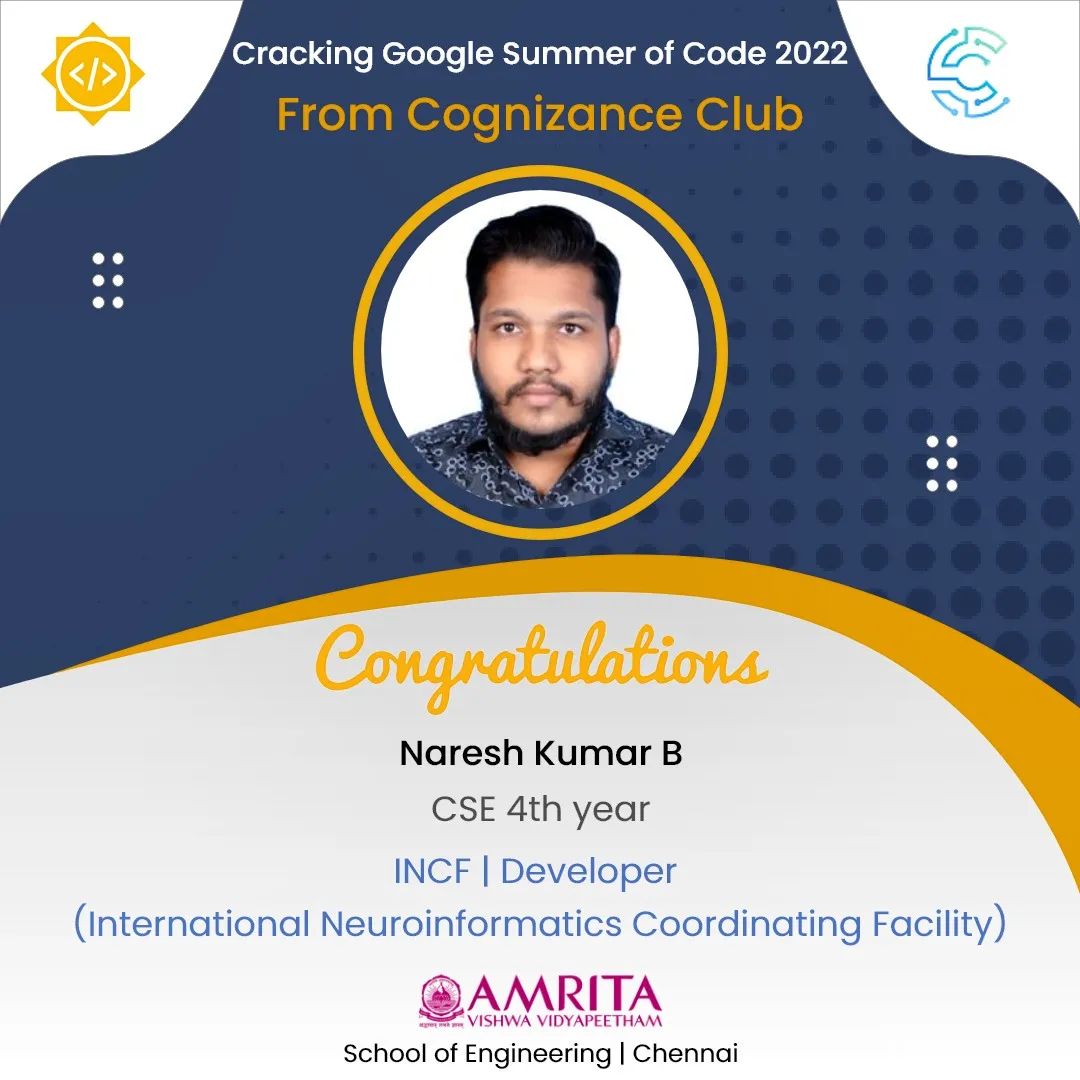 Cracking Google Summer of Code 2022
From Cognizance Club
</>
Congratulations
Naresh Kumar B
CSE 4th year
INCF | Developer
(International Neuroinformatics Coordinating Facility)
AMRITA
VISHWA VIDYAPEETHAM
School of Engineering | Chennai